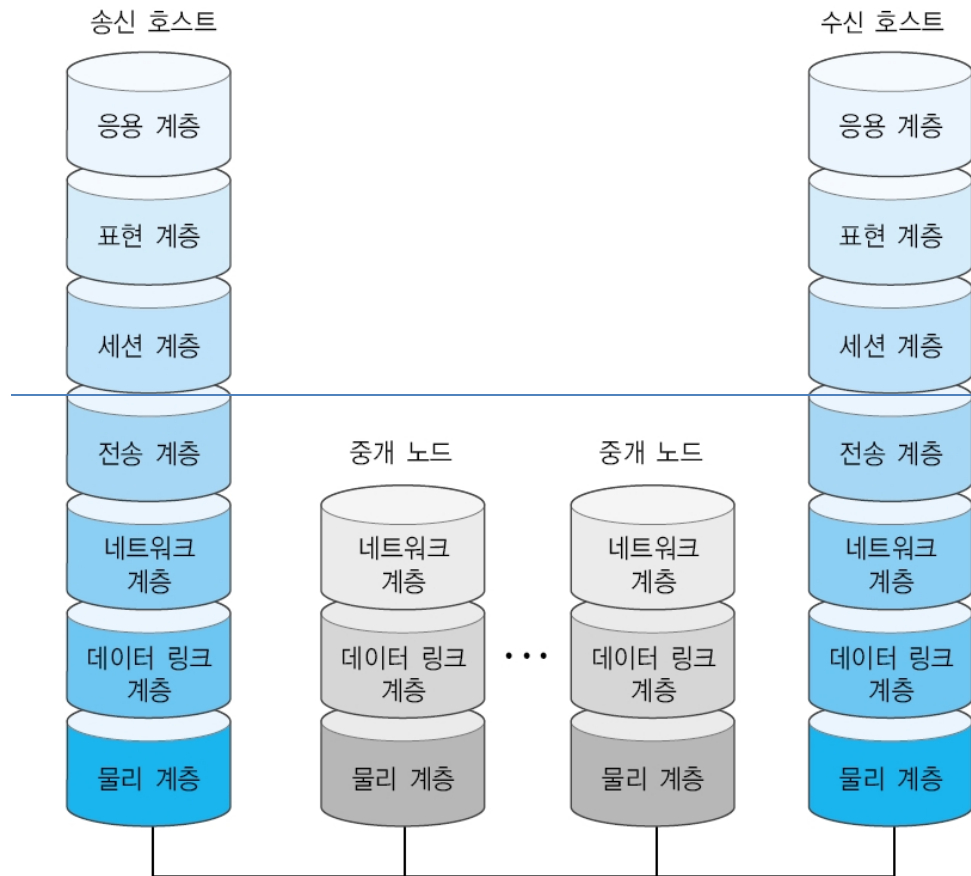 송신 호스트
수신 호스트
응용 계층
응용 계층
표현 계층
표현 계층
세션 계층
세션 계층
전송 계층
중개 노드
중개 노드
전송 계층
네트워크
계층
네트워크
계층
네트워크
계층
네트워크
계층
데이터 링크
계층
데이터 링크
계층
...
데이터 링크
계층
데이터 링크
계층
물리 계층
물리 계층
물리 계층
물리 계층